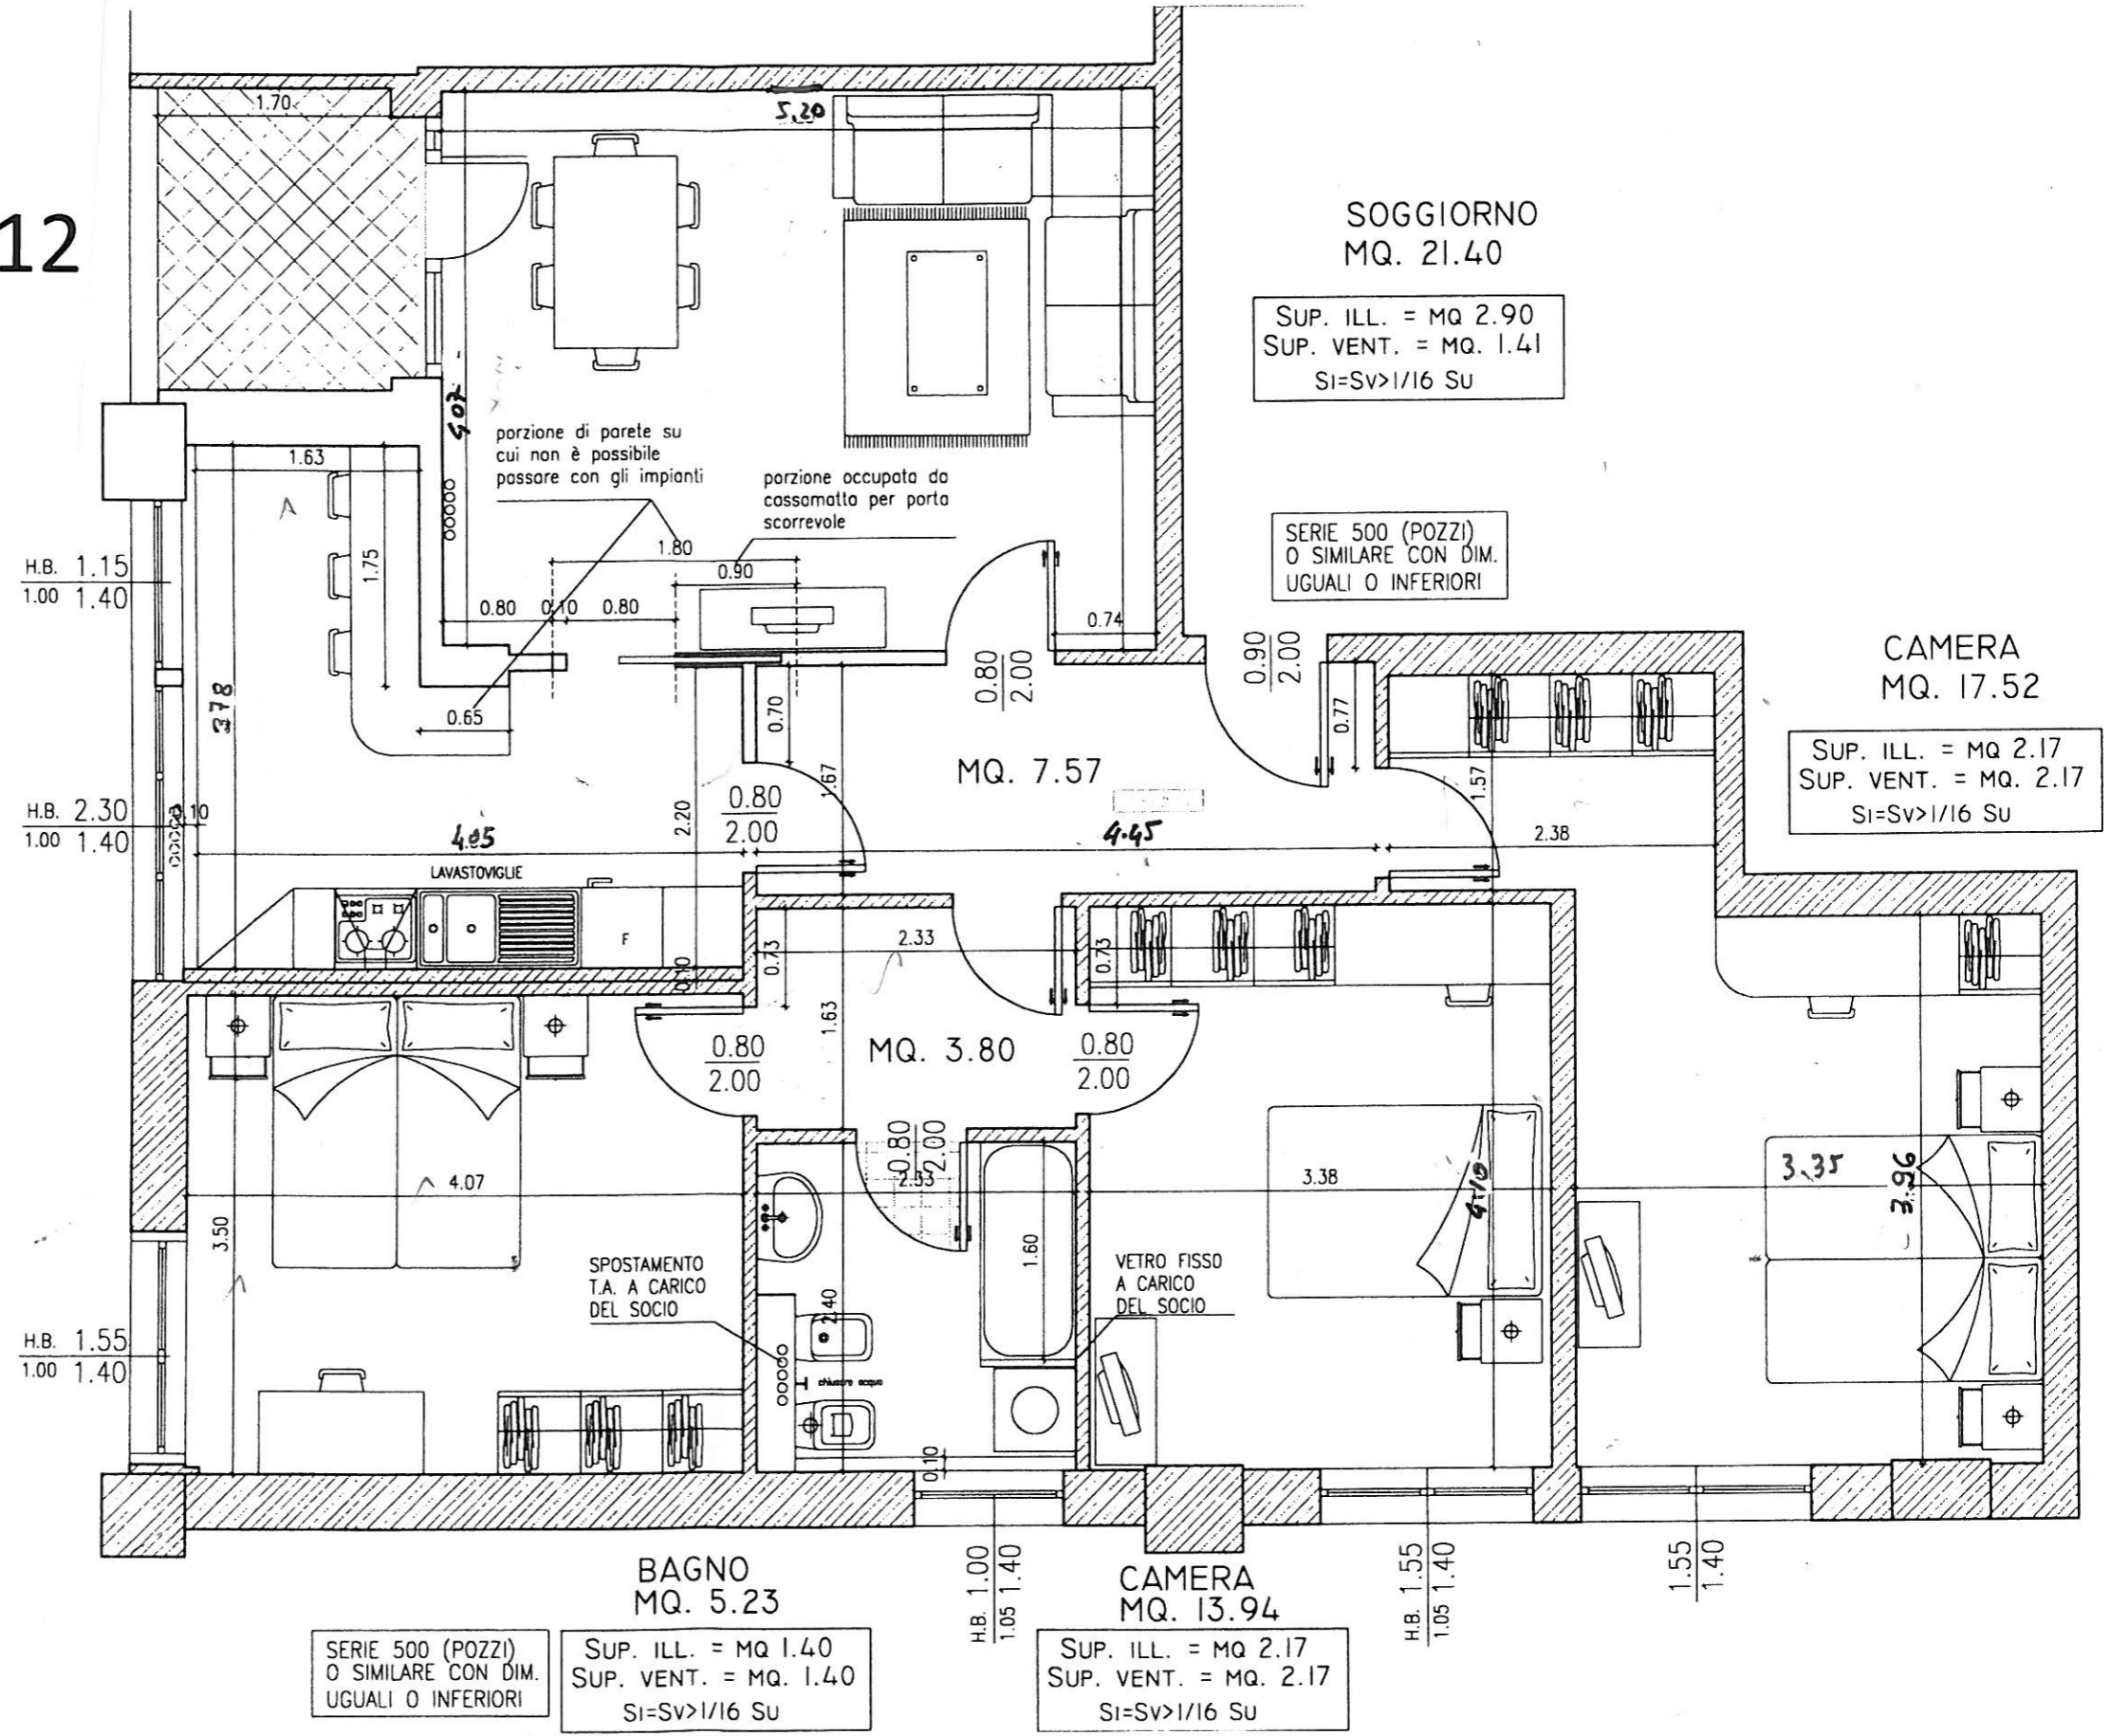 1.70
5,20
12
SOGGIORNO
MQ. 21.40
SUP. ILL. = MQ 2.90
SUP. VENT. = MQ. 1.41
SI=SV>1/16 SU
407
porzione di parete su
cui non è possibile
passare con gli impianti
porzione occupata da
cassamatta per porta
scorrevole
1.63
1.75
1.80
0.90
0.80
0.10
0.80
0.74
SERIE 500 (POZZI)
O SIMILARE CON DIM.
UGUALI O INFERIORI
H.B. 1.15
1.00 1.40
0.80
2.00
0.90
2.00
0.77
CAMERA
MQ. 17.52
SUP. ILL. = MQ 2.17
SUP. VENT. = MQ. 2.17
SI=SV>1/16 SU
378
0.65
0.70
1.67
MQ. 7.57
1.57
H.B. 2.30
1.00 1.40
0.10
4.05
2.20
0.80
2.00
4.45
2.38
LAVASTOVIGLIE
F
0.10
0.73
2.33
0.73
1.63
0.80
2.00
MQ. 3.80
0.80
2.00
0.80
2.00
4.07
2.33
3.38
4.10
3.35
3.96
3.50
1.60
SPOSTAMENTO
T.A. A CARICO
DEL SOCIO
2.40
VETRO FISSO
A CARICO
DEL SOCIO
H.B. 1.55
1.00 1.40
chiusura acqua
0.10
BAGNO
MQ. 5.23
H.B. 1.00
1.05 1.40
CAMERA
MQ. 13.94
H.B. 1.55
1.05 1.40
1.55
1.40
SERIE 500 (POZZI)
O SIMILARE CON DIM.
UGUALI O INFERIORI
SUP. ILL. = MQ 1.40
SUP. VENT. = MQ. 1.40
SI=SV>1/16 SU
SUP. ILL. = MQ 2.17
SUP. VENT. = MQ. 2.17
SI=SV>1/16 SU